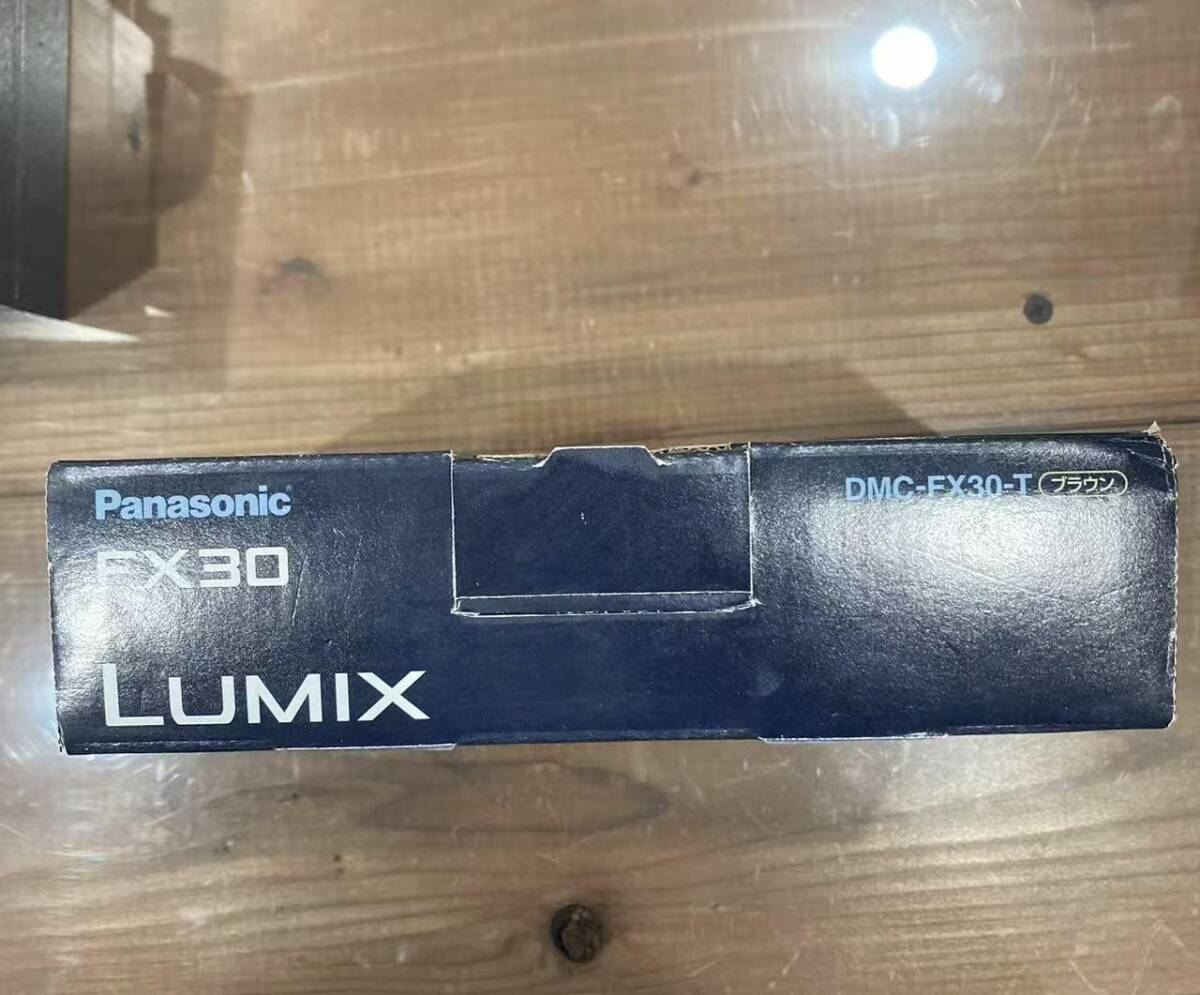 Panasonic
DMC-FX30-T ブラウン
FX30
LUMIX